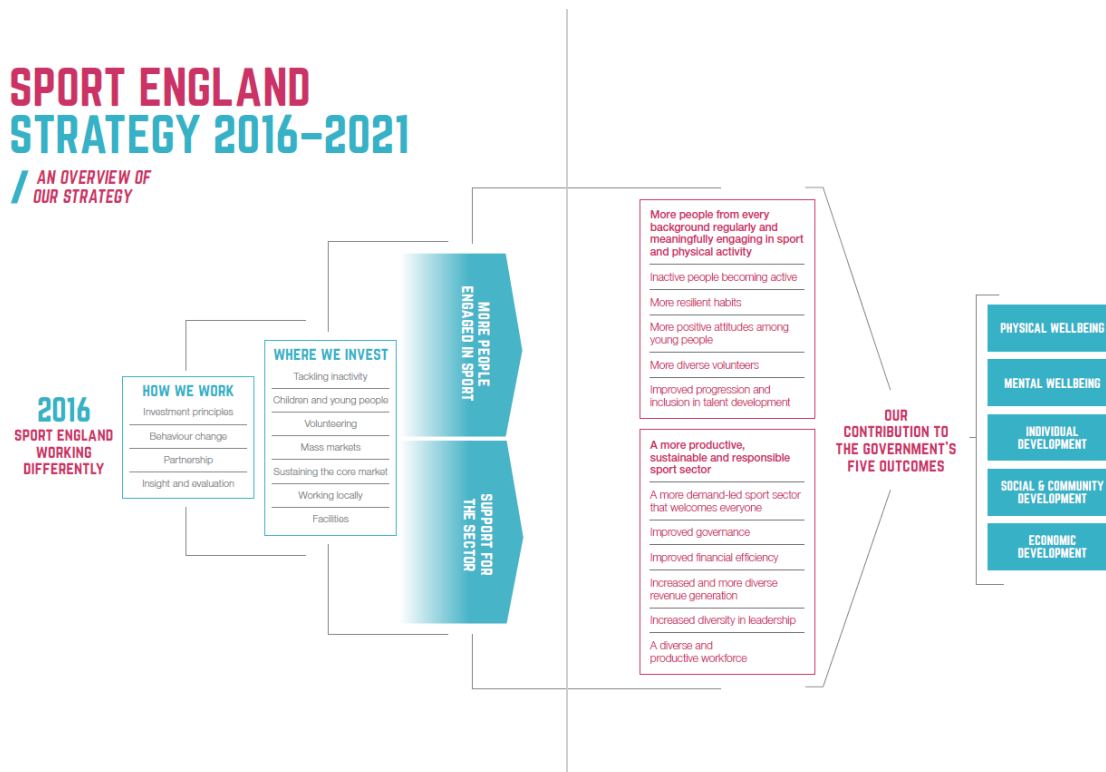 SPORT ENGLAND
STRATEGY 2016–2021
/ AN OVERVIEW OF
OUR STRATEGY
2016
SPORT ENGLAND
WORKING
DIFFERENTLY
HOW WE WORK
Investment principles
Behaviour change
Partnership
Insight and evaluation
WHERE WE INVEST
Tackling inactivity
Children and young people
Volunteering
Mass markets
Sustaining the core market
Working locally
Facilities
MORE PEOPLE
ENGAGED IN SPORT
SUPPORT FOR
THE SECTOR
More people from every
background regularly and
meaningfully engaging in sport
and physical activity
Inactive people becoming active
More resilient habits
More positive attitudes among
young people
More diverse volunteers
Improved progression and
inclusion in talent development
A more productive,
sustainable and responsible
sport sector
A more demand-led sport sector
that welcomes everyone
Improved governance
Improved financial efficiency
Increased and more diverse
revenue generation
Increased diversity in leadership
A diverse and
productive workforce
OUR
CONTRIBUTION TO
THE GOVERNMENT'S
FIVE OUTCOMES
PHYSICAL WELLBEING
MENTAL WELLBEING
INDIVIDUAL
DEVELOPMENT
SOCIAL & COMMUNITY
DEVELOPMENT
ECONOMIC
DEVELOPMENT